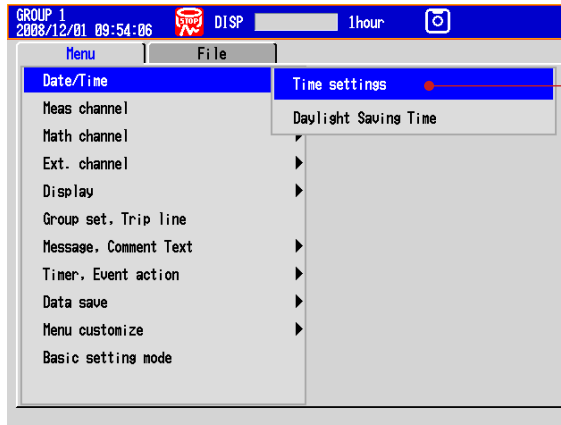 GROUP 1
2008/12/01 09:54:06
STOP
DISP
1hour
Menu
File
Date/Time
Time settings
Meas channel
Daylight Saving Time
Math channel
Ext. channel
Display
Group set, Trip line
Message, Comment Text
Timer, Event action
Data save
Menu customize
Basic setting mode